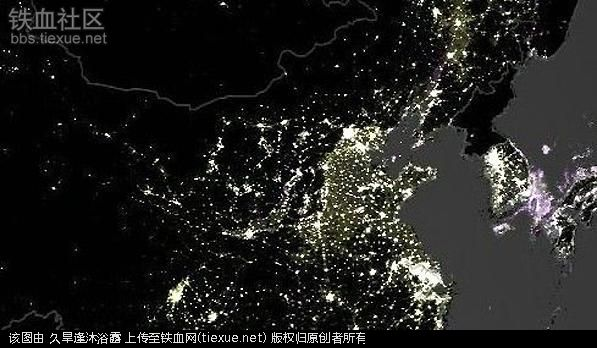 铁血社区
bbs.tiexue.net
该图由 久旱逢沐浴露 上传至铁血网(tiexue.net) 版权归原创者所有